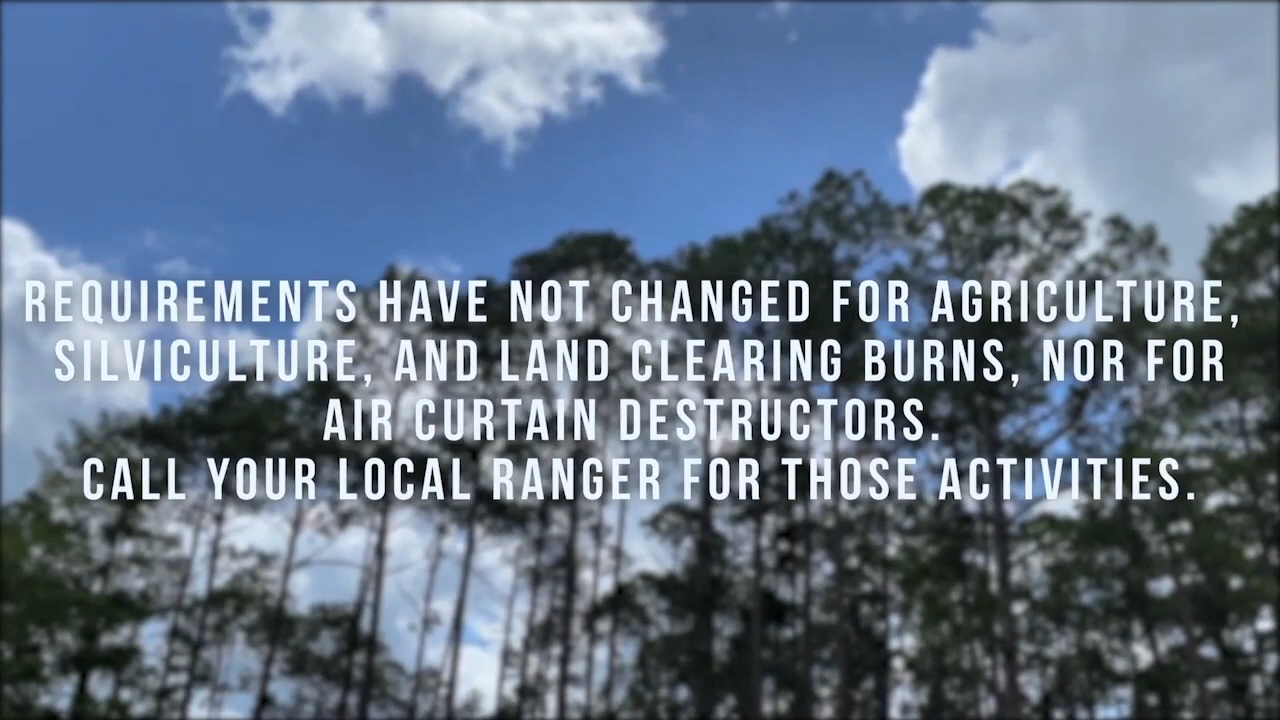 REQUIREMENTS HAVE NOT CHANGED FOR AGRICULTURE,
SILVICULTURE, AND LAND CLEARING BURNS, NOR FOR
AIR CURTAIN DESTRUCTORS.
CALL YOUR LOCAL RANGER FOR THOSE ACTIVITIES.